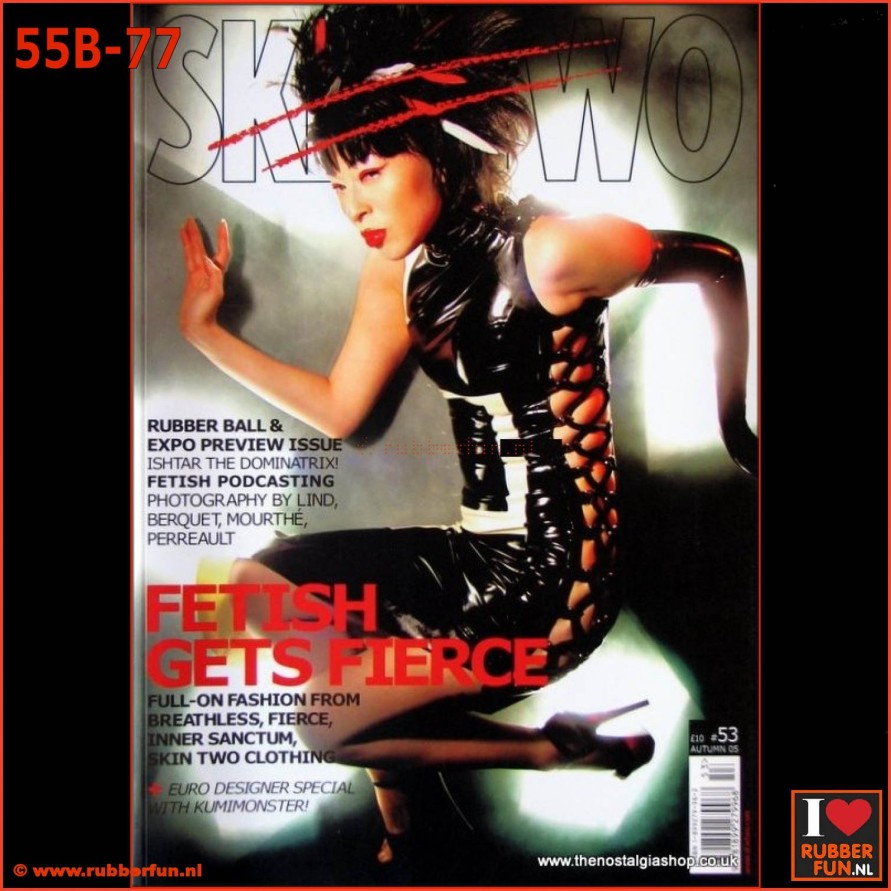 55B-77
SKIN TWO
RUBBER BALL &
EXPO PREVIEW ISSUE
ISHTAR THE DOMINATRIX!
FETISH PODCASTING
PHOTOGRAPHY BY LIND,
BERQUET, MOURTHÉ,
PERREAULT
FETISH
GETS FIERCE
FULL-ON FASHION FROM
BREATHLESS, FIERCE,
INNER SANCTUM,
SKIN TWO CLOTHING
EURO DESIGNER SPECIAL
WITH KUMIMONSTER!
£10 #53
AUTUMN 05
www.thenostalgiashop.co.uk
© www.rubberfun.nl
I
RUBBER
FUN.NL